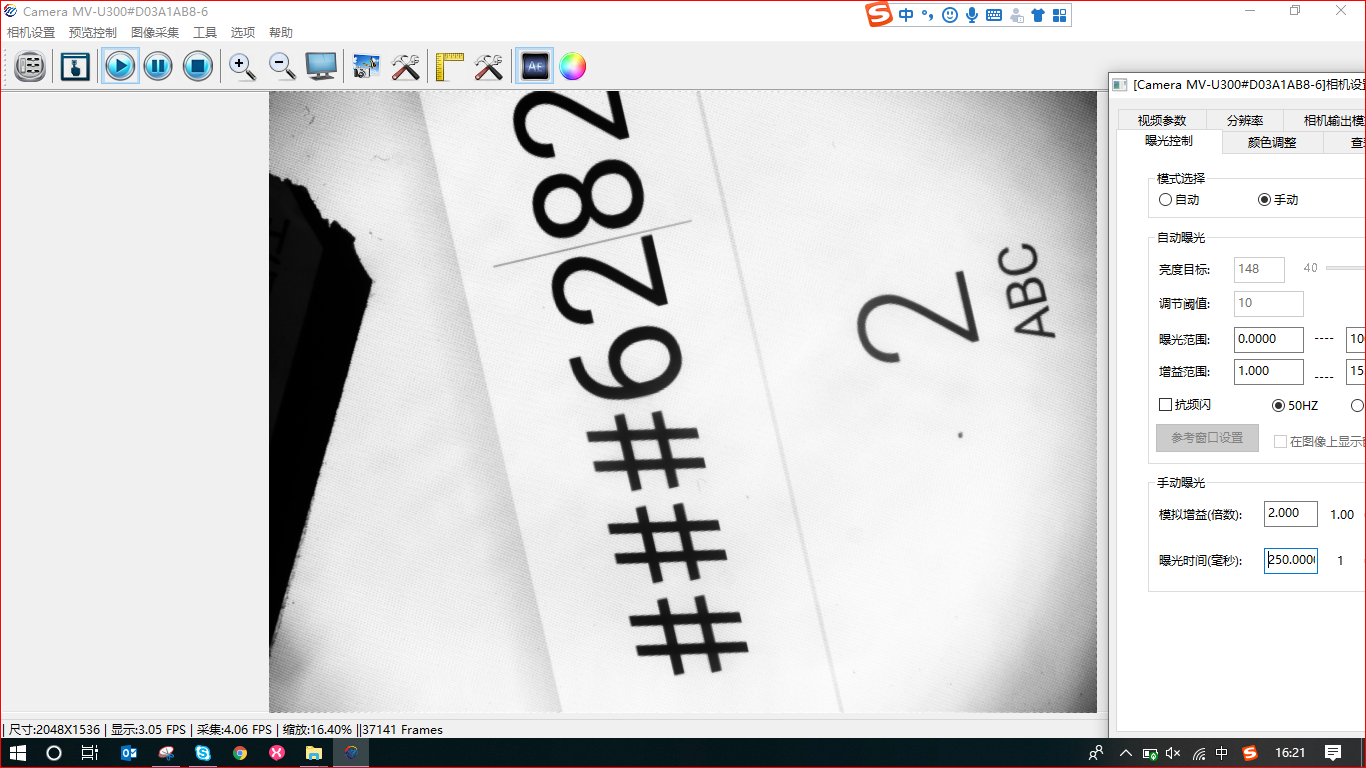 Camera MV-U300#D03A1AB8-6
中
相机设置 预览控制 图像采集 工具 选项 帮助
AE
[Camera MV-U300#D03A1AB8-6]相机设
视频参数 分辨率 相机输出模
曝光控制 颜色调整 查
模式选择
自动 手动
自动曝光
亮度目标: 148 40
调节阈值: 10
曝光范围: 0.0000 ---- 10
增益范围: 1.000 ---- 15
抗频闪 50HZ
参考窗口设置 在图像上显示
手动曝光
模拟增益(倍数): 2.000 1.00
曝光时间(毫秒): 250.000 1
###6282
2
ABC
| 尺寸:2048X1536 | 显示:3.05 FPS | 采集:4.06 FPS | 缩放:16.40% ||37141 Frames
中 16:21